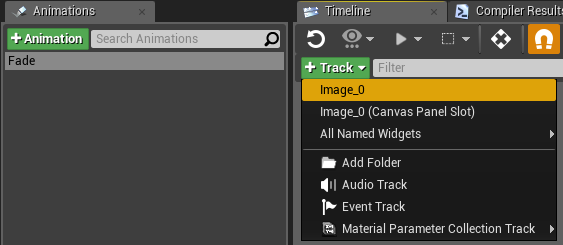 Animations
+ Animation Search Animations
Fade
Timeline
Compiler Results
+ Track Filter
Image_0
Image_0 (Canvas Panel Slot)
All Named Widgets
Add Folder
Audio Track
Event Track
Material Parameter Collection Track